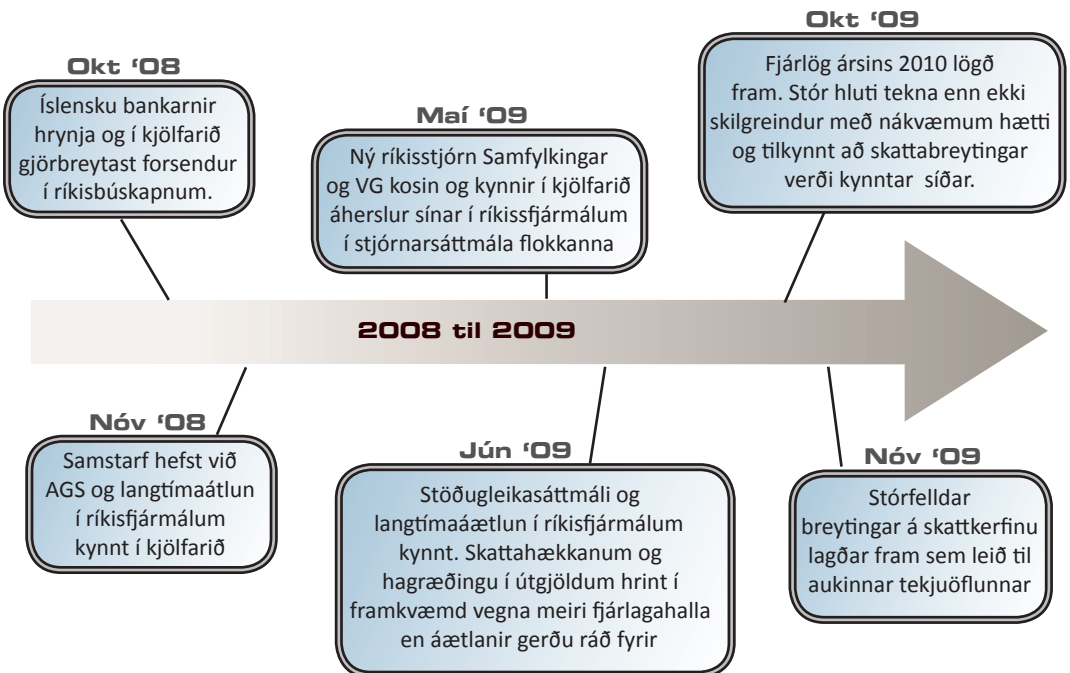 Okt ‘08
Íslensku bankarnir
hrynja og í kjölfarið
gjörbreytast forsendur
í ríkisbúskapnum.
Maí ‘09
Ný ríkisstjórn Samfylkingar
og VG kosin og kynnir í kjölfarið
áherslur sínar í ríkissfjármálum
í stjórnarsáttmála flokkanna
Okt ‘09
Fjárlög ársins 2010 lögð
fram. Stór hluti tekna enn ekki
skilgreindur með nákvæmum hætti
og tilkynnt að skattabreytingar
verði kynntar síðar.
2008 til 2009
Nóv ‘08
Samstarf hefst við
AGS og langtímaátlun
í ríkisfjármálum
kynnt í kjölfarið
Jún ‘09
Stöðugleikasáttmáli og
langtímaáætlun í ríkisfjármálum
kynnt. Skattahækkanum og
hagræðingu í útgjöldum hrint í
framkvæmd vegna meiri fjárlagahalla
en áætlanir gerðu ráð fyrir
Nóv ‘09
Stórfelldar
breytingar á skattkerfinu
lagðar fram sem leið til
aukinnar tekjuöflunnar